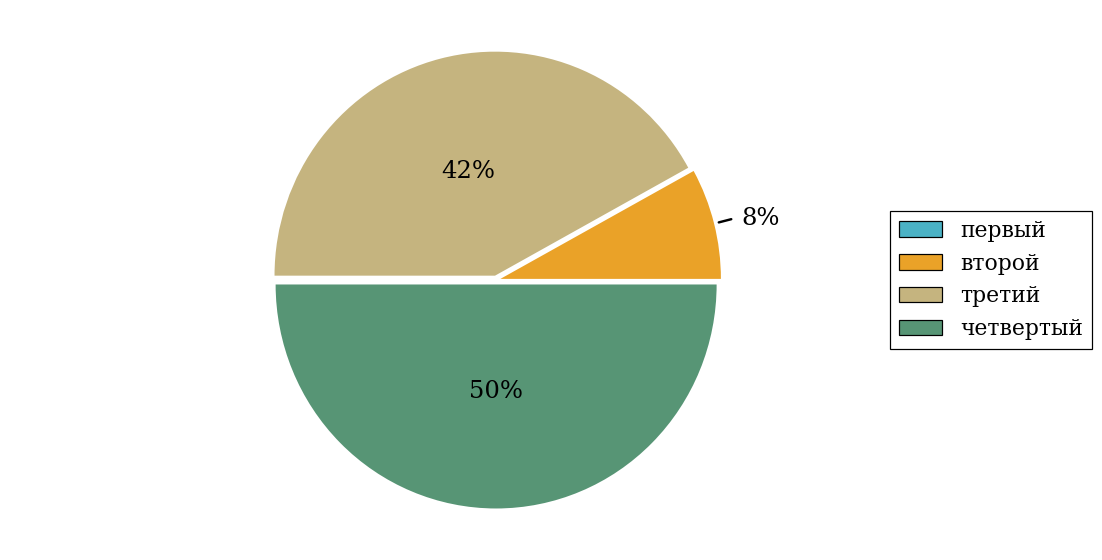 42%
8%
50%
первый
второй
третий
четвертый